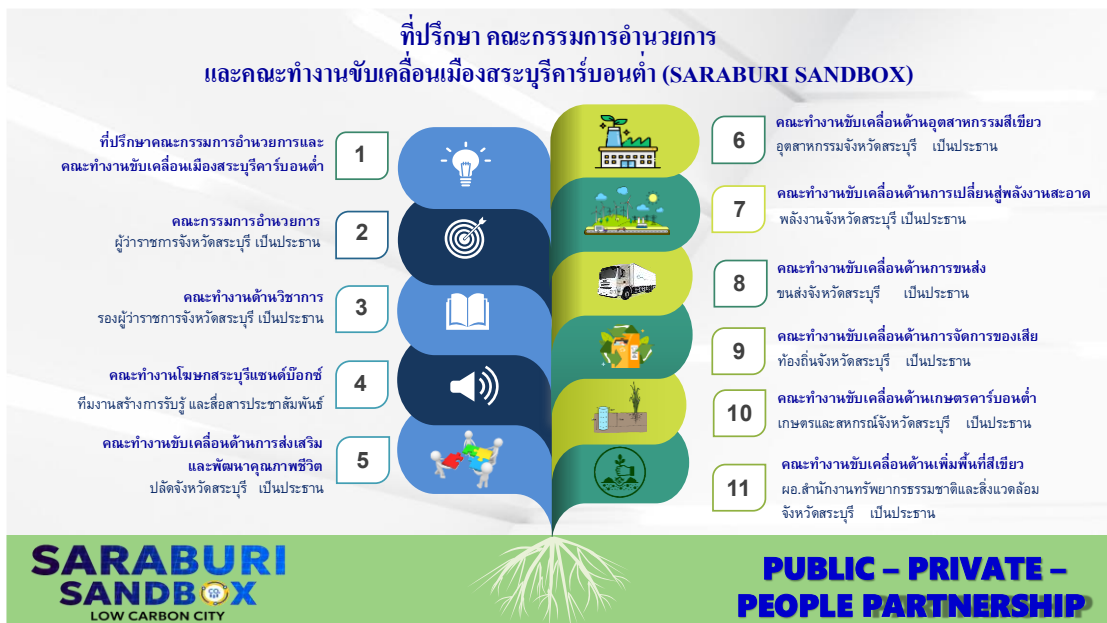 ที่ปรึกษา คณะกรรมการอำนวยการ
และคณะทำงานขับเคลื่อนเมืองสระบุรีคาร์บอนต่ำ (SARABURI SANDBOX)
1
ที่ปรึกษาคณะกรรมการอำนวยการและ
คณะทำงานขับเคลื่อนเมืองสระบุรีคาร์บอนต่ำ
2
คณะกรรมการอำนวยการ
ผู้ว่าราชการจังหวัดสระบุรี เป็นประธาน
3
คณะทำงานด้านวิชาการ
รองผู้ว่าราชการจังหวัดสระบุรี เป็นประธาน
4
คณะทำงานโฆษกสระบุรีแซนด์บ๊อกซ์
ทีมงานสร้างการรับรู้ และสื่อสารประชาสัมพันธ์
5
คณะทำงานขับเคลื่อนด้านการส่งเสริม
และพัฒนาคุณภาพชีวิต
ปลัดจังหวัดสระบุรี เป็นประธาน
6
คณะทำงานขับเคลื่อนด้านอุตสาหกรรมสีเขียว
อุตสาหกรรมจังหวัดสระบุรี เป็นประธาน
7
คณะทำงานขับเคลื่อนด้านการเปลี่ยนสู่พลังงานสะอาด
พลังงานจังหวัดสระบุรี เป็นประธาน
8
คณะทำงานขับเคลื่อนด้านการขนส่ง
ขนส่งจังหวัดสระบุรี เป็นประธาน
9
คณะทำงานขับเคลื่อนด้านการจัดการของเสีย
ท้องถิ่นจังหวัดสระบุรี เป็นประธาน
10
คณะทำงานขับเคลื่อนด้านเกษตรคาร์บอนต่ำ
เกษตรและสหกรณ์จังหวัดสระบุรี เป็นประธาน
11
คณะทำงานขับเคลื่อนด้านเพิ่มพื้นที่สีเขียว
ผอ.สำนักงานทรัพยากรธรรมชาติและสิ่งแวดล้อม
จังหวัดสระบุรี เป็นประธาน
SARABURI
SANDBOX
LOW CARBON CITY
PUBLIC – PRIVATE –
PEOPLE PARTNERSHIP